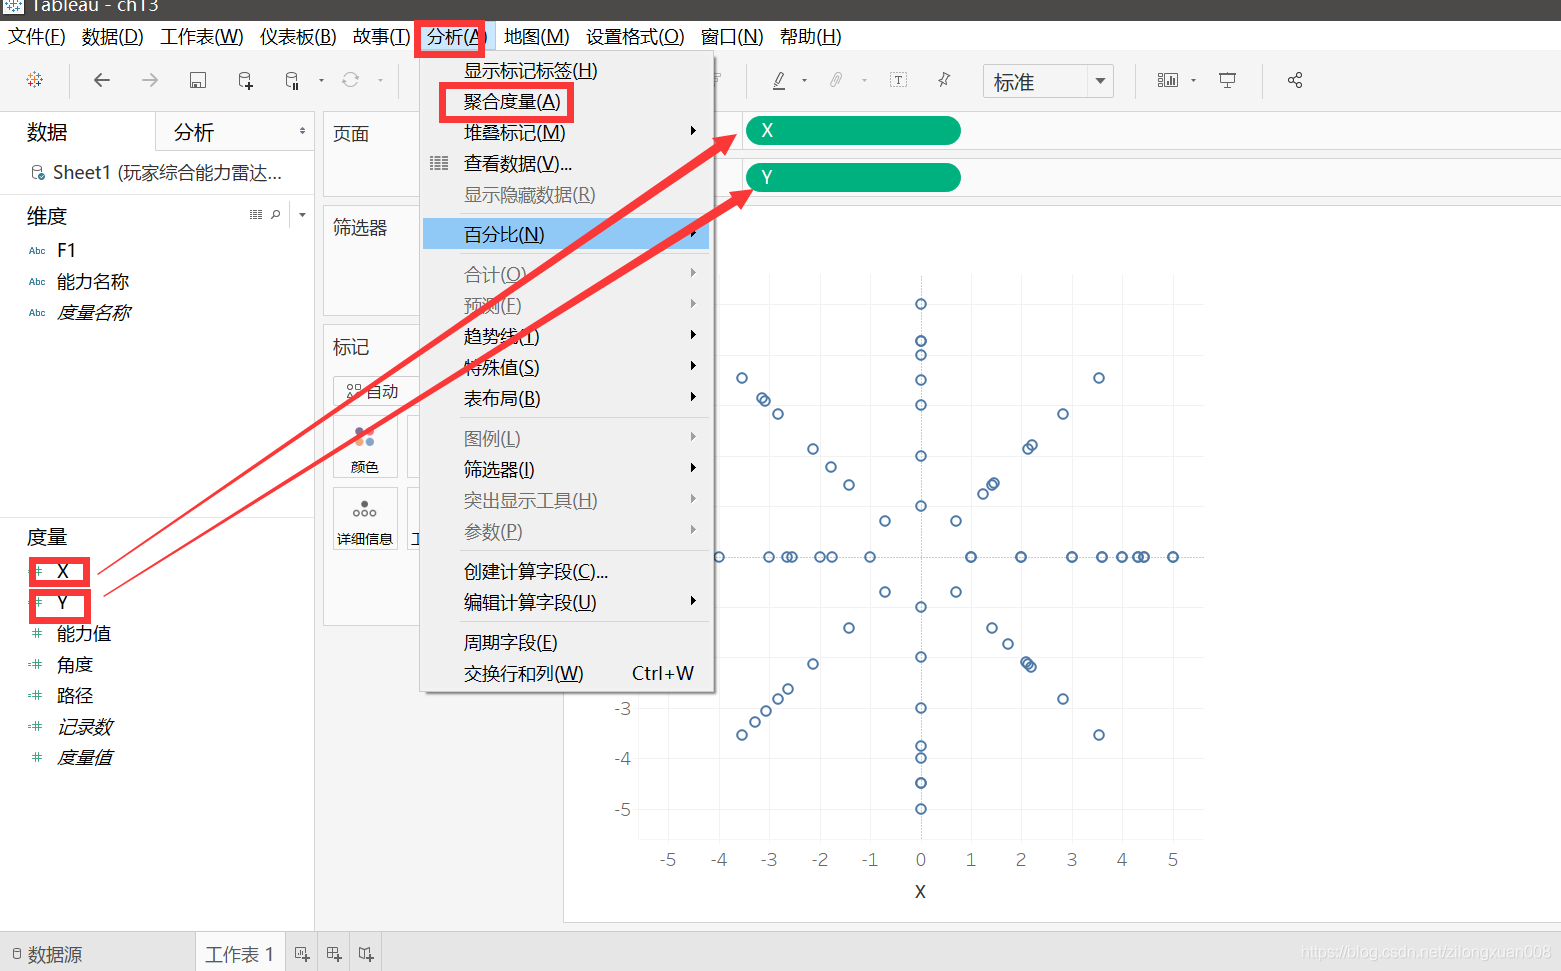 Tableau - ch13
文件(F) 数据(D) 工作表(W) 仪表板(B) 故事(T) 分析(A) 地图(M) 设置格式(O) 窗口(N) 帮助(H)
标准
数据 分析
Sheet1 (玩家综合能力雷达...
维度
Abc F1
Abc 能力名称
Abc 度量名称
度量
X
Y
能力值
角度
路径
记录数
度量值
页面
筛选器
标记
自动
颜色
详细信息
显示标记标签(H)
聚合度量(A)
堆叠标记(M)
查看数据(V)...
显示隐藏数据(R)
百分比(N)
合计(O)
预测(F)
趋势线(T)
特殊值(S)
表布局(B)
图例(L)
筛选器(I)
突出显示工具(H)
参数(P)
创建计算字段(C)...
编辑计算字段(U)
周期字段(E)
交换行和列(W) Ctrl+W
X
Y
-3
-4
-5
-5 -4 -3 -2 -1 0 1 2 3 4 5
X
数据源 工作表 1
https://blog.csdn.net/zilongxuan008